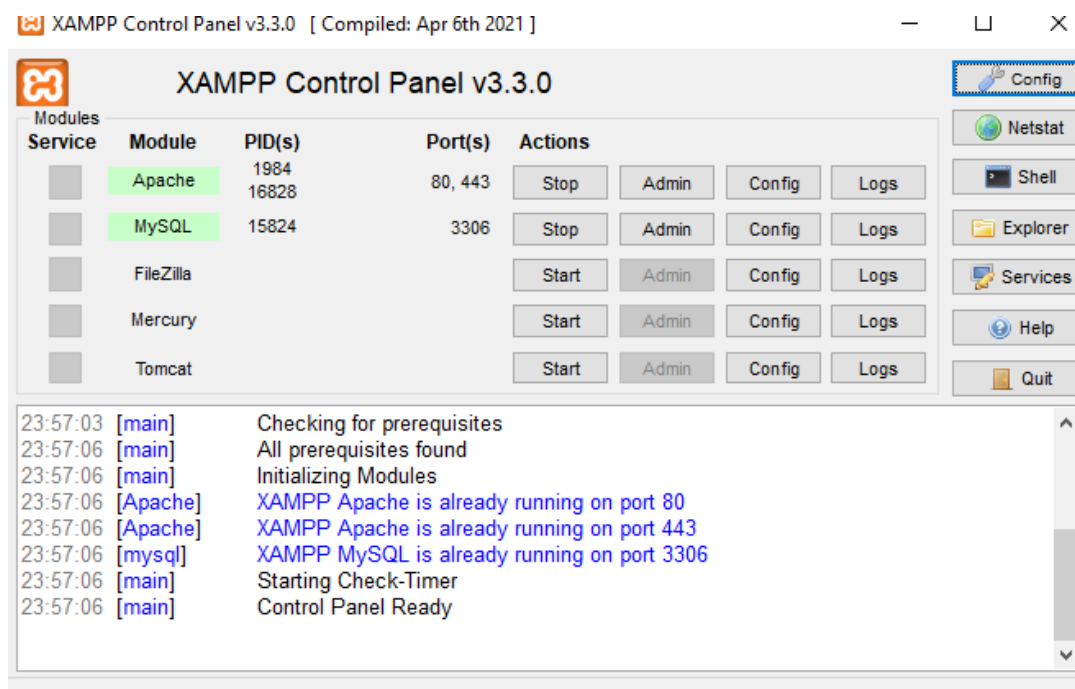 XAMPP Control Panel v3.3.0 [ Compiled: Apr 6th 2021 ]
XAMPP Control Panel v3.3.0
Config
Modules
Netstat
Service Module PID(s) Port(s) Actions
Apache 1984 16828 80, 443 Stop Admin Config Logs
Shell
MySQL 15824 3306 Stop Admin Config Logs
Explorer
FileZilla Start Admin Config Logs
Services
Mercury Start Admin Config Logs
Help
Tomcat Start Admin Config Logs
Quit
23:57:03 [main] Checking for prerequisites
23:57:06 [main] All prerequisites found
23:57:06 [main] Initializing Modules
23:57:06 [Apache] XAMPP Apache is already running on port 80
23:57:06 [Apache] XAMPP Apache is already running on port 443
23:57:06 [mysql] XAMPP MySQL is already running on port 3306
23:57:06 [main] Starting Check-Timer
23:57:06 [main] Control Panel Ready